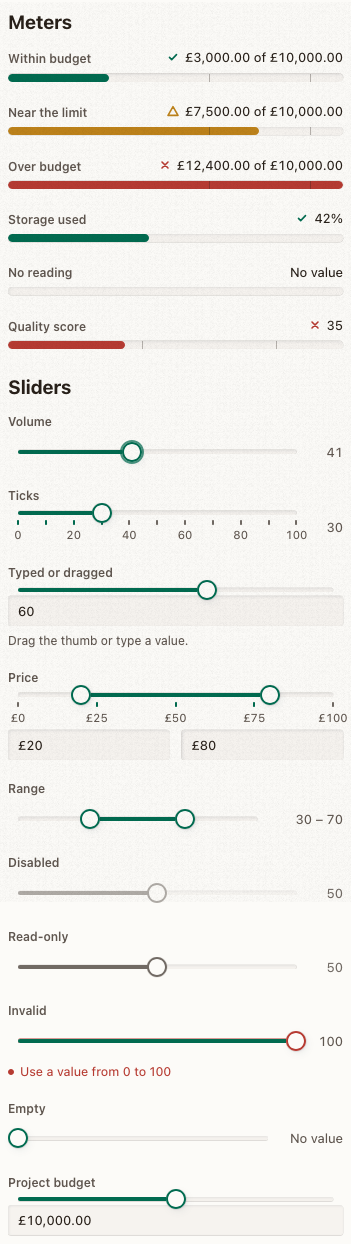 Meters
Within budget £3,000.00 of £10,000.00
Near the limit £7,500.00 of £10,000.00
Over budget £12,400.00 of £10,000.00
Storage used 42%
No reading No value
Quality score 35
Sliders
Volume
41
Ticks
30
0 20 40 60 80 100
Typed or dragged
60
Drag the thumb or type a value.
Price
£0 £25 £50 £75 £100
£20 £80
Range
30 – 70
Disabled
50
Read-only
50
Invalid
100
Use a value from 0 to 100
Empty
No value
Project budget
£10,000.00